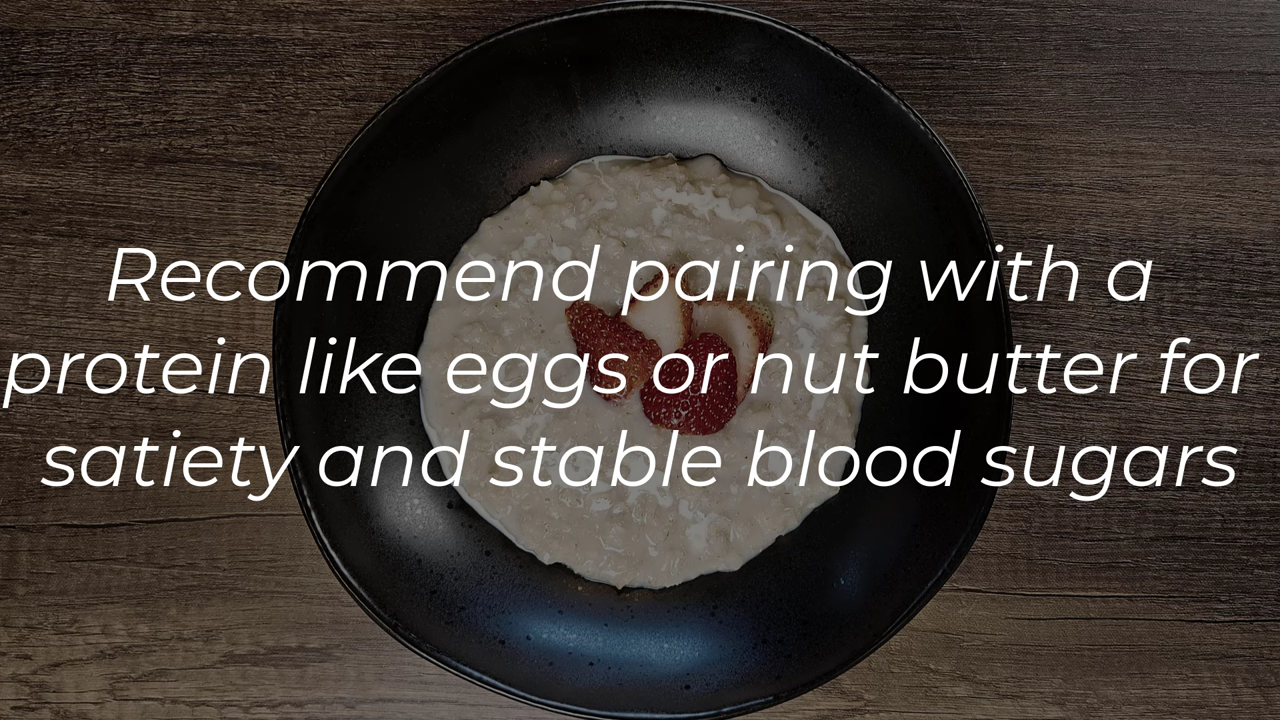 Recommend pairing with a
protein like eggs or nut butter for
satiety and stable blood sugars